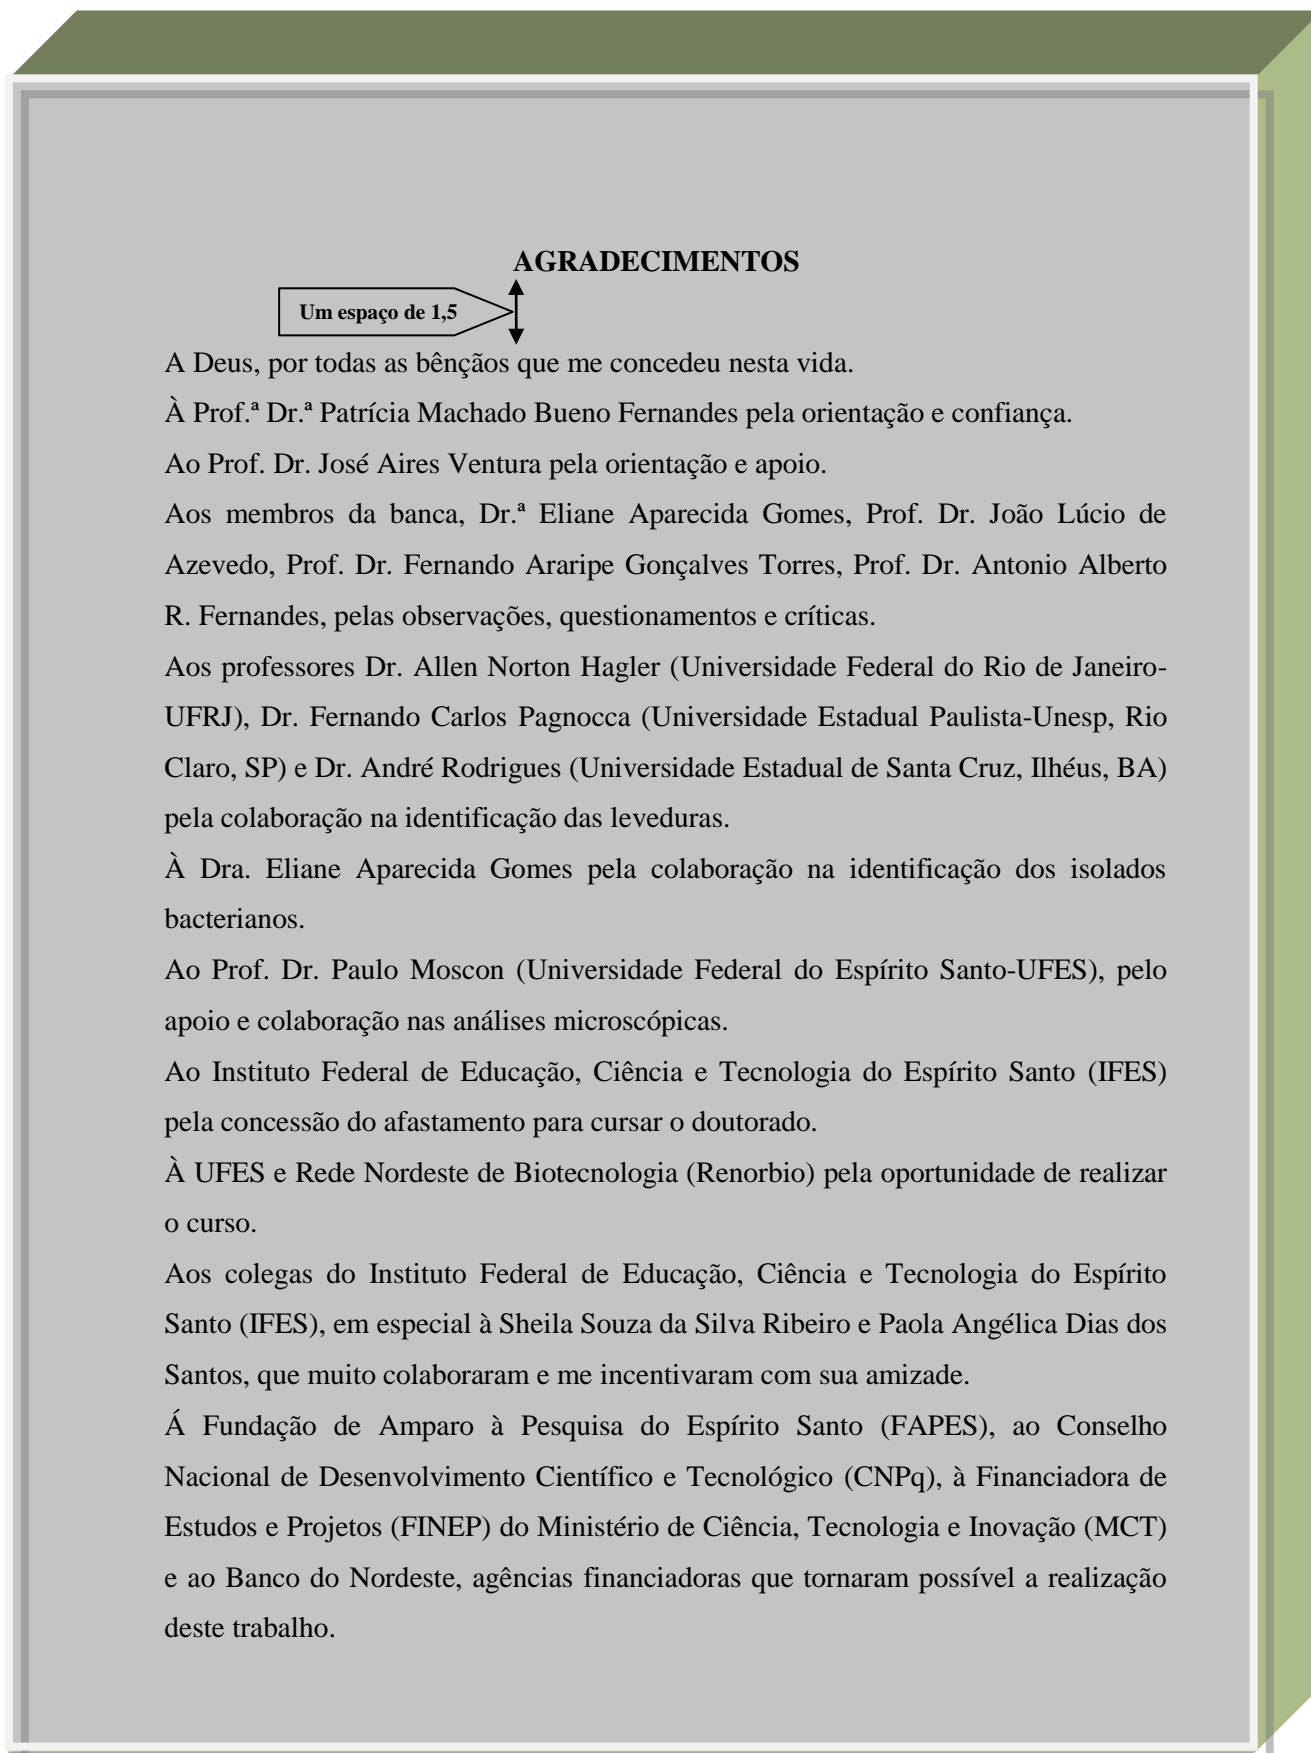 AGRADECIMENTOS
Um espaço de 1,5
A Deus, por todas as bênçãos que me concedeu nesta vida.
À Prof.ª Dr.ª Patrícia Machado Bueno Fernandes pela orientação e confiança.
Ao Prof. Dr. José Aires Ventura pela orientação e apoio.
Aos membros da banca, Dr.ª Eliane Aparecida Gomes, Prof. Dr. João Lúcio de
Azevedo, Prof. Dr. Fernando Araripe Gonçalves Torres, Prof. Dr. Antonio Alberto
R. Fernandes, pelas observações, questionamentos e críticas.
Aos professores Dr. Allen Norton Hagler (Universidade Federal do Rio de Janeiro-
UFRJ), Dr. Fernando Carlos Pagnocca (Universidade Estadual Paulista-Unesp, Rio
Claro, SP) e Dr. André Rodrigues (Universidade Estadual de Santa Cruz, Ilhéus, BA)
pela colaboração na identificação das leveduras.
À Dra. Eliane Aparecida Gomes pela colaboração na identificação dos isolados
bacterianos.
Ao Prof. Dr. Paulo Moscon (Universidade Federal do Espírito Santo-UFES), pelo
apoio e colaboração nas análises microscópicas.
Ao Instituto Federal de Educação, Ciência e Tecnologia do Espírito Santo (IFES)
pela concessão do afastamento para cursar o doutorado.
À UFES e Rede Nordeste de Biotecnologia (Renorbio) pela oportunidade de realizar
o curso.
Aos colegas do Instituto Federal de Educação, Ciência e Tecnologia do Espírito
Santo (IFES), em especial à Sheila Souza da Silva Ribeiro e Paola Angélica Dias dos
Santos, que muito colaboraram e me incentivaram com sua amizade.
Á Fundação de Amparo à Pesquisa do Espírito Santo (FAPES), ao Conselho
Nacional de Desenvolvimento Científico e Tecnológico (CNPq), à Financiadora de
Estudos e Projetos (FINEP) do Ministério de Ciência, Tecnologia e Inovação (MCT)
e ao Banco do Nordeste, agências financiadoras que tornaram possível a realização
deste trabalho.